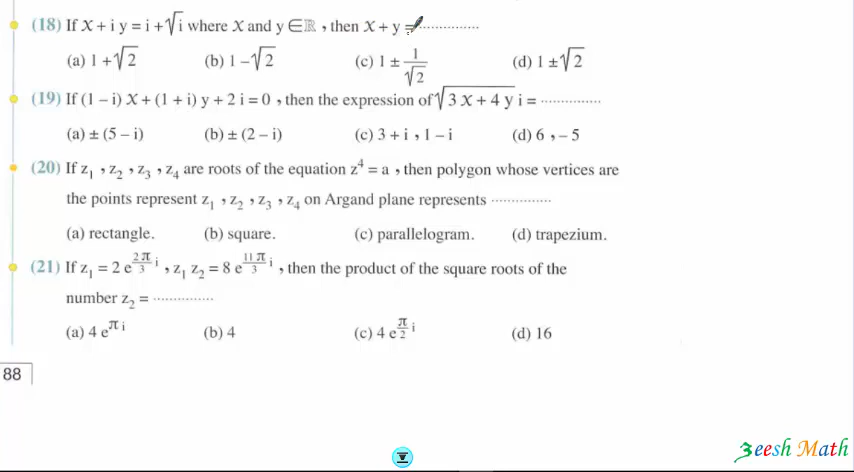 (18) If X + i y = i + √i where X and y ∈ ℝ , then X + y = ...............
(a) 1 + √2 (b) 1 – √2 (c) 1 ± 1/√2 (d) 1 ± √2
(19) If (1 – i) X + (1 + i) y + 2 i = 0 , then the expression of √(3 X + 4 y i) = ...............
(a) ± (5 – i) (b) ± (2 – i) (c) 3 + i , 1 – i (d) 6 , – 5
(20) If z₁ , z₂ , z₃ , z₄ are roots of the equation z⁴ = a , then polygon whose vertices are
the points represent z₁ , z₂ , z₃ , z₄ on Argand plane represents ...............
(a) rectangle. (b) square. (c) parallelogram. (d) trapezium.
(21) If z₁ = 2 e^(2π/3 i) , z₁ z₂ = 8 e^(11π/3 i) , then the product of the square roots of the
number z₂ = ...............
(a) 4 e^(π i) (b) 4 (c) 4 e^(π/2 i) (d) 16
88
Zeesh Math